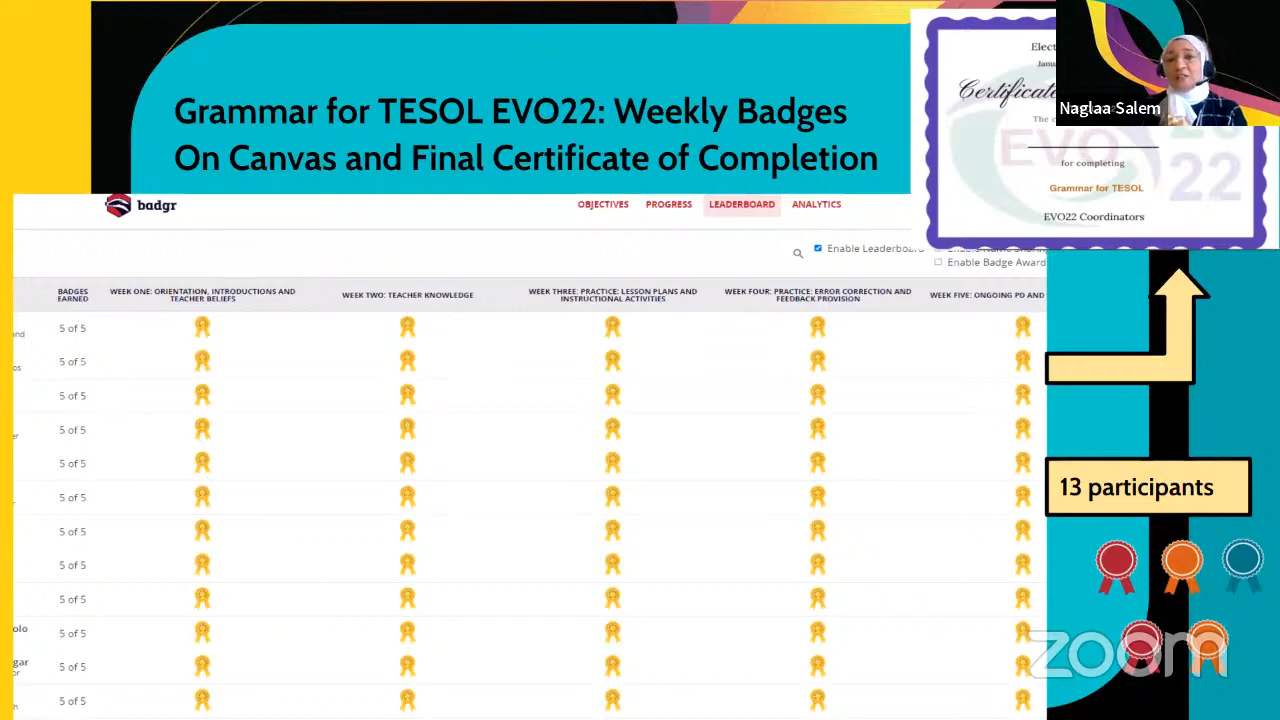 Grammar for TESOL EVO22: Weekly Badges
On Canvas and Final Certificate of Completion
Certificate
The
EVO
22
for completing
Grammar for TESOL
EVO22 Coordinators
Naglaa Salem
badgr
OBJECTIVES PROGRESS LEADERBOARD ANALYTICS
Enable Leaderboard
Enable Badge Award
BADGES
EARNED
WEEK ONE: ORIENTATION, INTRODUCTIONS AND
TEACHER BELIEFS
WEEK TWO: TEACHER KNOWLEDGE
WEEK THREE: PRACTICE: LESSON PLANS AND
INSTRUCTIONAL ACTIVITIES
WEEK FOUR: PRACTICE: ERROR CORRECTION AND
FEEDBACK PROVISION
WEEK FIVE: ONGOING PD AND
5 of 5
5 of 5
5 of 5
5 of 5
5 of 5
5 of 5
5 of 5
5 of 5
5 of 5
5 of 5
5 of 5
5 of 5
13 participants
zoom